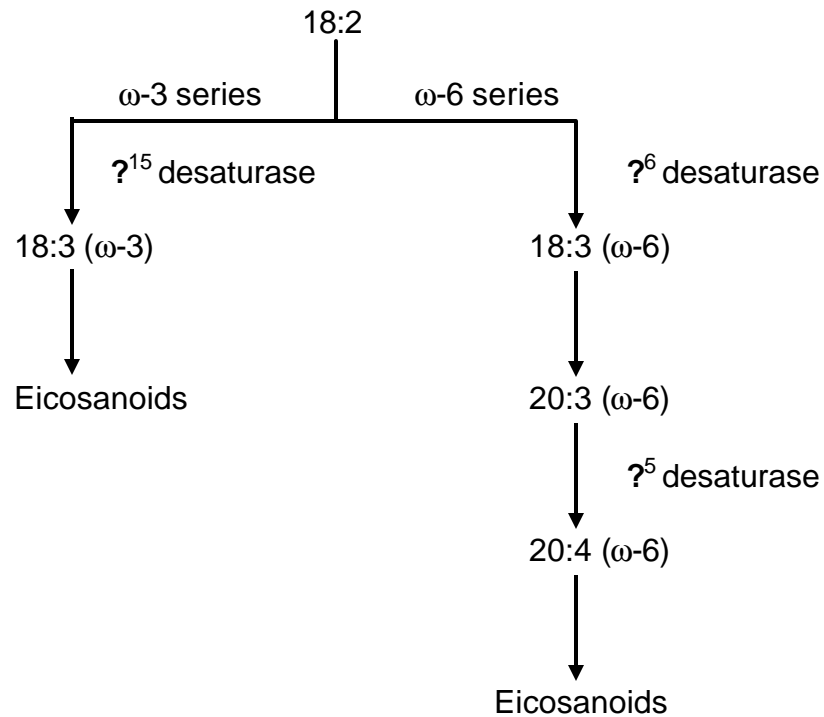 18:2
ω-3 series
ω-6 series
?¹⁵ desaturase
?⁶ desaturase
18:3 (ω-3)
18:3 (ω-6)
Eicosanoids
20:3 (ω-6)
?⁵ desaturase
20:4 (ω-6)
Eicosanoids